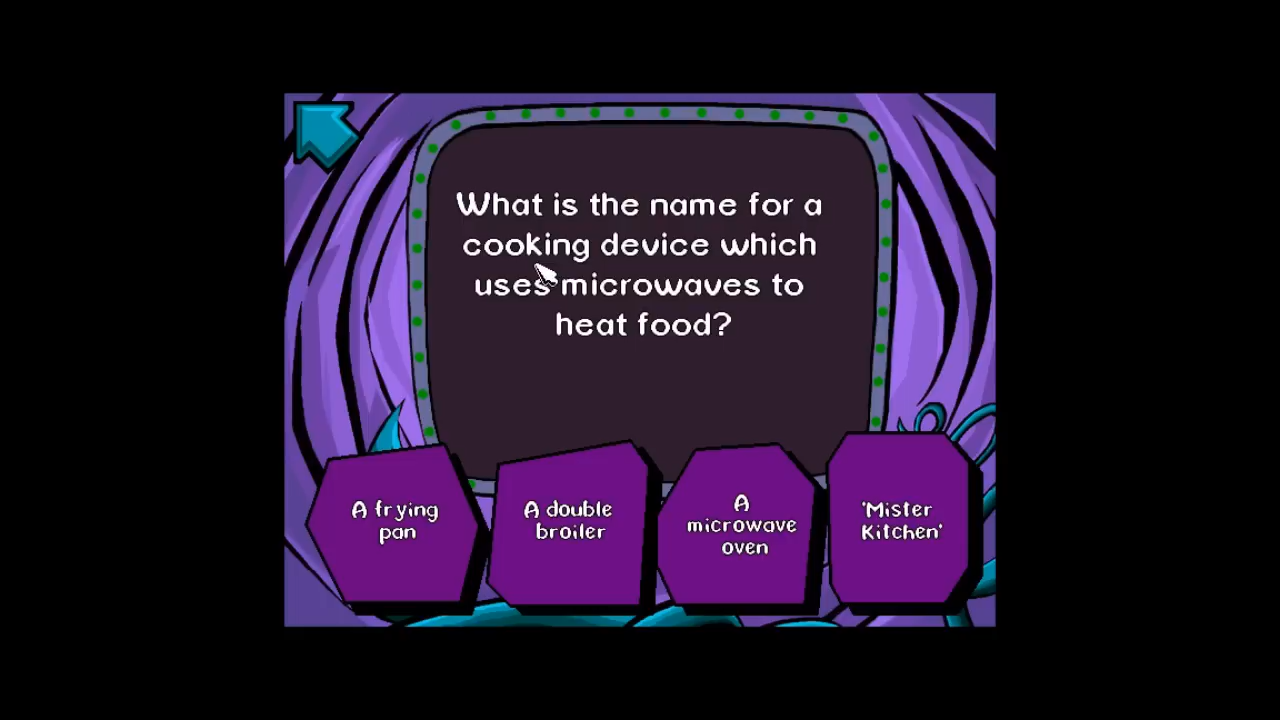 What is the name for a
cooking device which
uses microwaves to
heat food?
A frying
pan
A double
broiler
A
microwave
oven
'Mister
Kitchen'